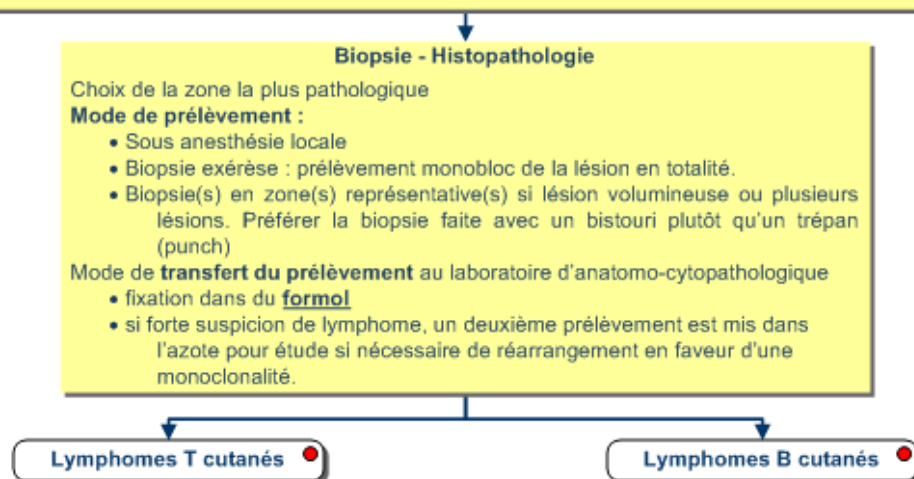 Biopsie - Histopathologie
Choix de la zone la plus pathologique
Mode de prélèvement :
• Sous anesthésie locale
• Biopsie exérèse : prélèvement monobloc de la lésion en totalité.
• Biopsie(s) en zone(s) représentative(s) si lésion volumineuse ou plusieurs
lésions. Préférer la biopsie faite avec un bistouri plutôt qu'un trépan
(punch)
Mode de transfert du prélèvement au laboratoire d'anatomo-cytopathologique
• fixation dans du formol
• si forte suspicion de lymphome, un deuxième prélèvement est mis dans
l'azote pour étude si nécessaire de réarrangement en faveur d'une
monoclonalité.
Lymphomes T cutanés
Lymphomes B cutanés